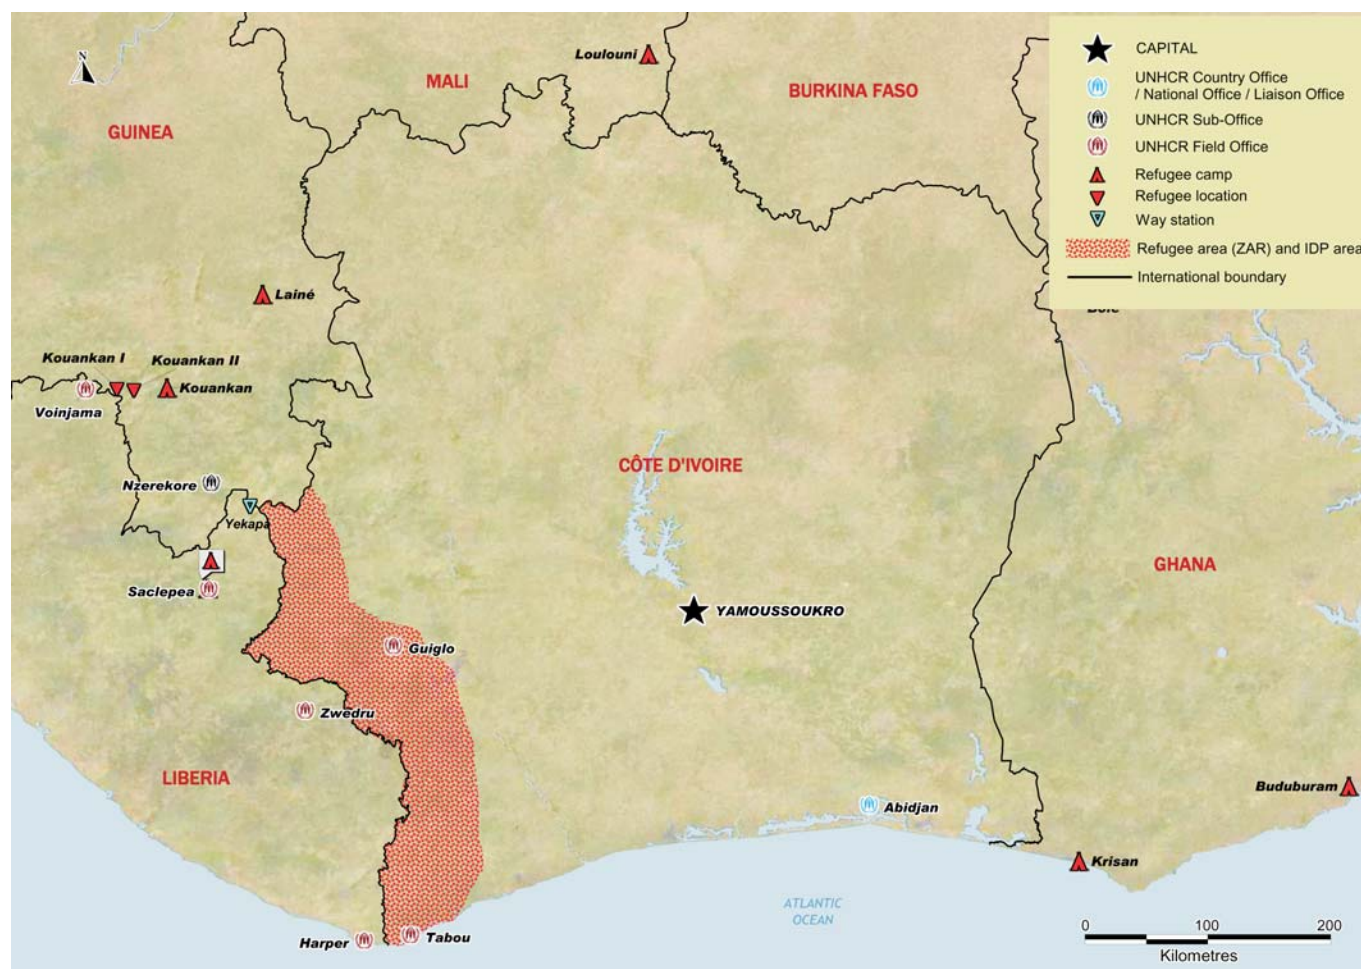 N
Loulouni
MALI
BURKINA FASO
GUINEA
CAPITAL
UNHCR Country Office
/ National Office / Liaison Office
UNHCR Sub-Office
UNHCR Field Office
Refugee camp
Refugee location
Way station
Refugee area (ZAR) and IDP area
International boundary
Lainé
Kouankan I
Kouankan II
Kouankan
Voinjama
CÔTE D'IVOIRE
Nzerekore
Yekapa
GHANA
Saclepea
YAMOUSSOUKRO
Guiglo
Zwedru
LIBERIA
Buduburam
Abidjan
Krisan
ATLANTIC
OCEAN
Harper
Tabou
0 100 200
Kilometres